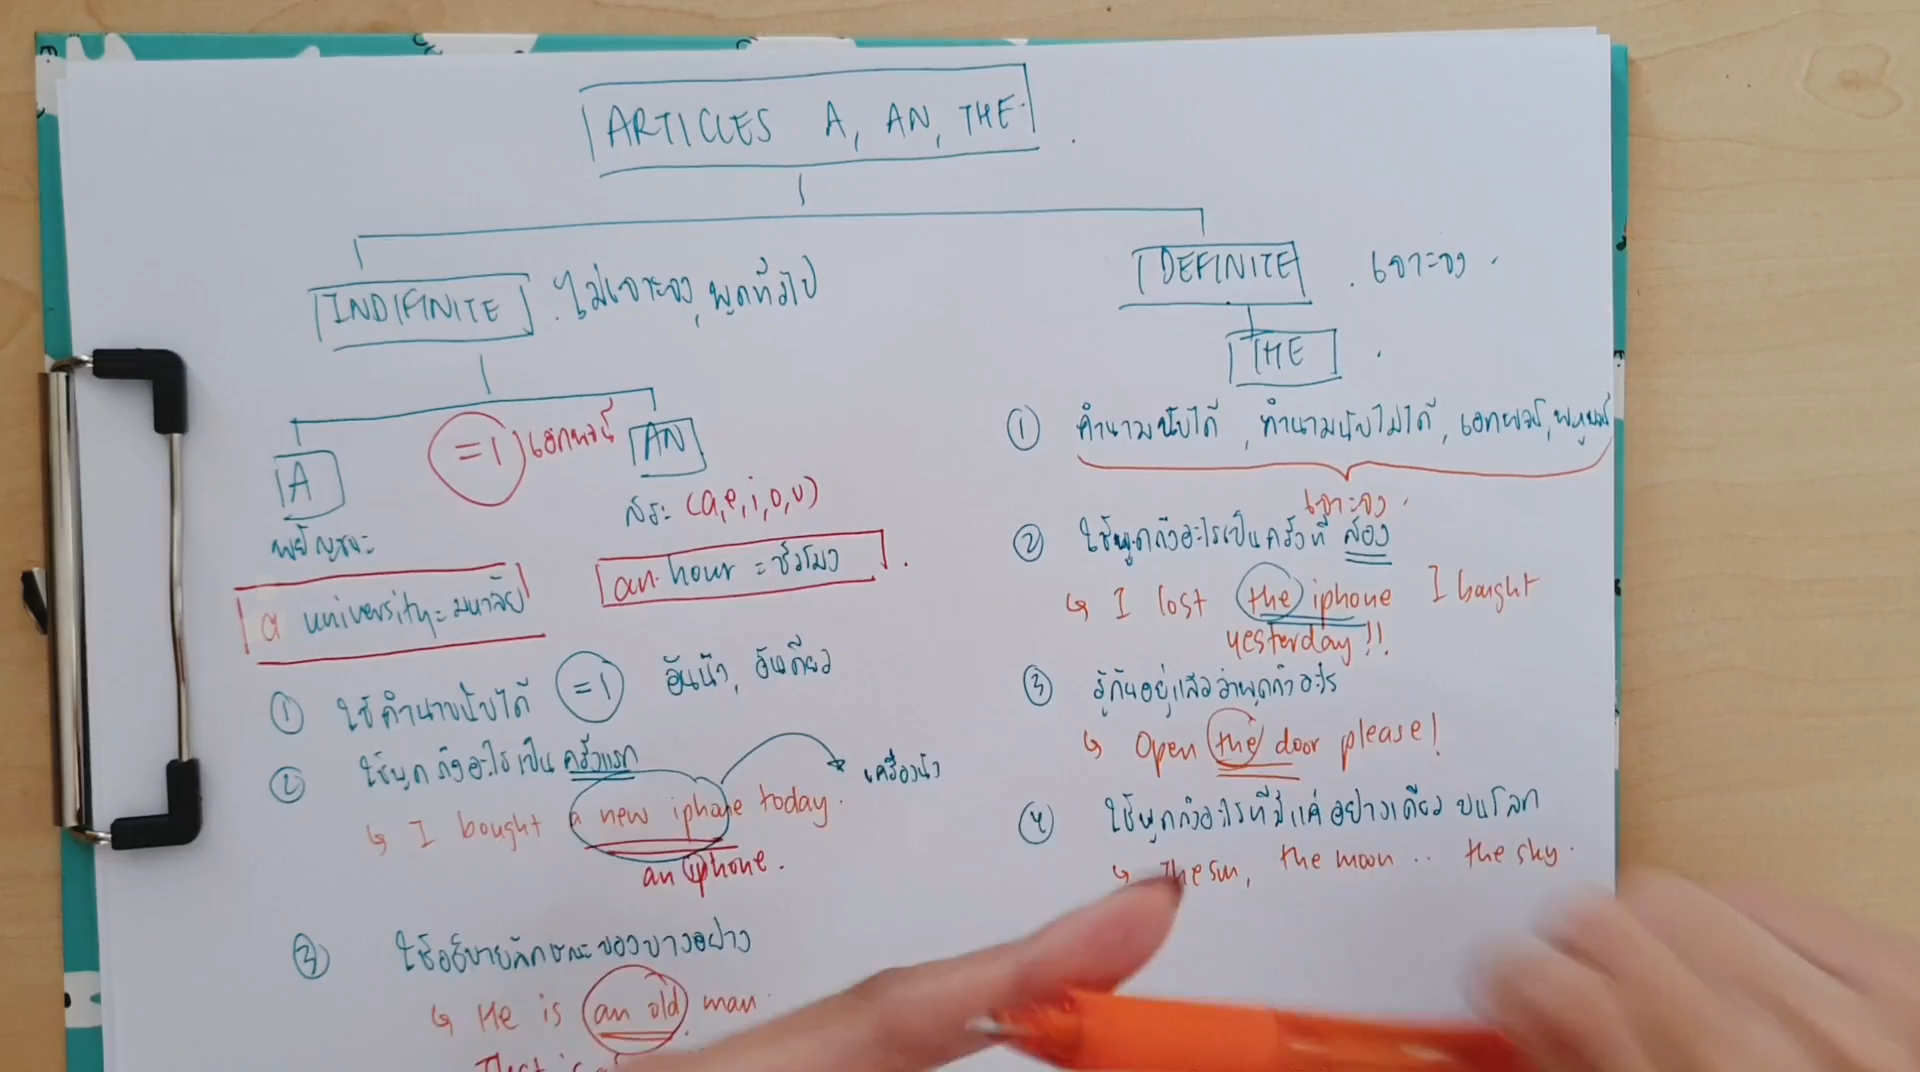 ARTICLES A, AN, THE
INDIFINITE . ไม่เจาะจง, พูดทั่วไป
A
=1 เอกพจน์
AN
พยัญชนะ
สระ (a,e,i,o,u)
a university = มหาลัย
an hour = ชั่วโมง
① ใช้คำนามนับได้ =1 อันนึง, อันเดียว
② ใช้พูดถึงอะไรเป็นครั้งแรก
↳ I bought a new iphone today. เครื่องนึง
an iphone.
③ ใช้อธิบายลักษณะของบางอย่าง
↳ He is an old man.
That is a
DEFINITE . เจาะจง
THE
① คำนามนับได้, คำนามนับไม่ได้, เอกพจน์, พหูพจน์
เจาะจง
② ใช้พูดถึงอะไรเป็นครั้งที่ สอง
↳ I lost the iphone I bought
yesterday!!
③ รู้กันอยู่แล้วว่าพูดถึงอะไร
↳ Open the door please!
④ ใช้พูดถึงอะไรที่มีแค่อย่างเดียว บนโลก
↳ The sun, the moon .. the sky.